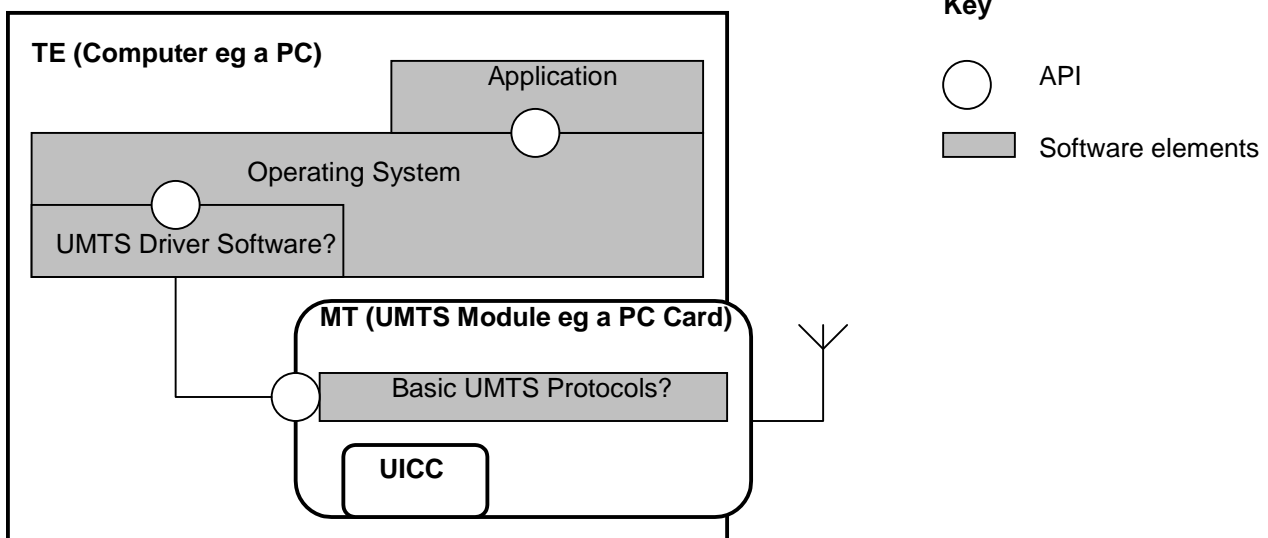 Key
TE (Computer eg a PC)
Application
API
Operating System
Software elements
UMTS Driver Software?
MT (UMTS Module eg a PC Card)
Basic UMTS Protocols?
UICC